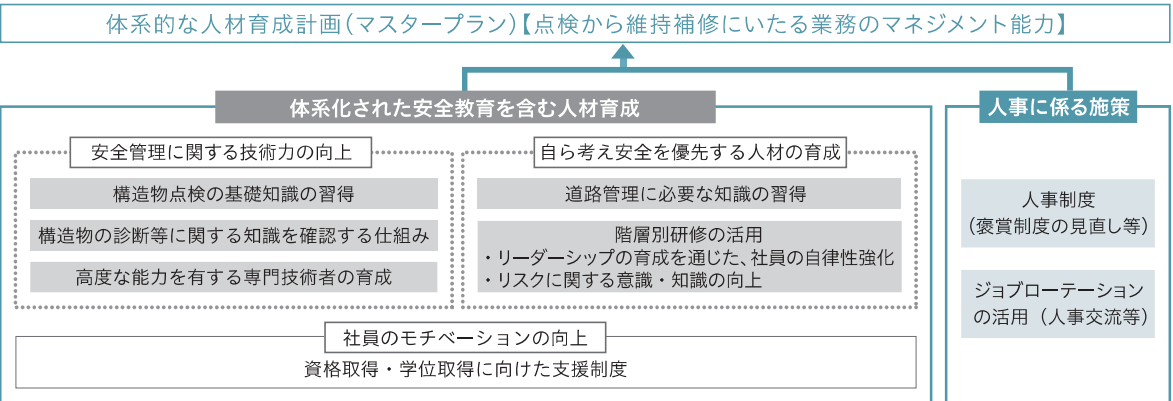 体系的な人材育成計画（マスタープラン）【点検から維持補修にいたる業務のマネジメント能力】
体系化された安全教育を含む人材育成
安全管理に関する技術力の向上
構造物点検の基礎知識の習得
構造物の診断等に関する知識を確認する仕組み
高度な能力を有する専門技術者の育成
自ら考え安全を優先する人材の育成
道路管理に必要な知識の習得
階層別研修の活用
・リーダーシップの育成を通じた、社員の自律性強化
・リスクに関する意識・知識の向上
社員のモチベーションの向上
資格取得・学位取得に向けた支援制度
人事に係る施策
人事制度
（褒賞制度の見直し等）
ジョブローテーション
の活用（人事交流等）